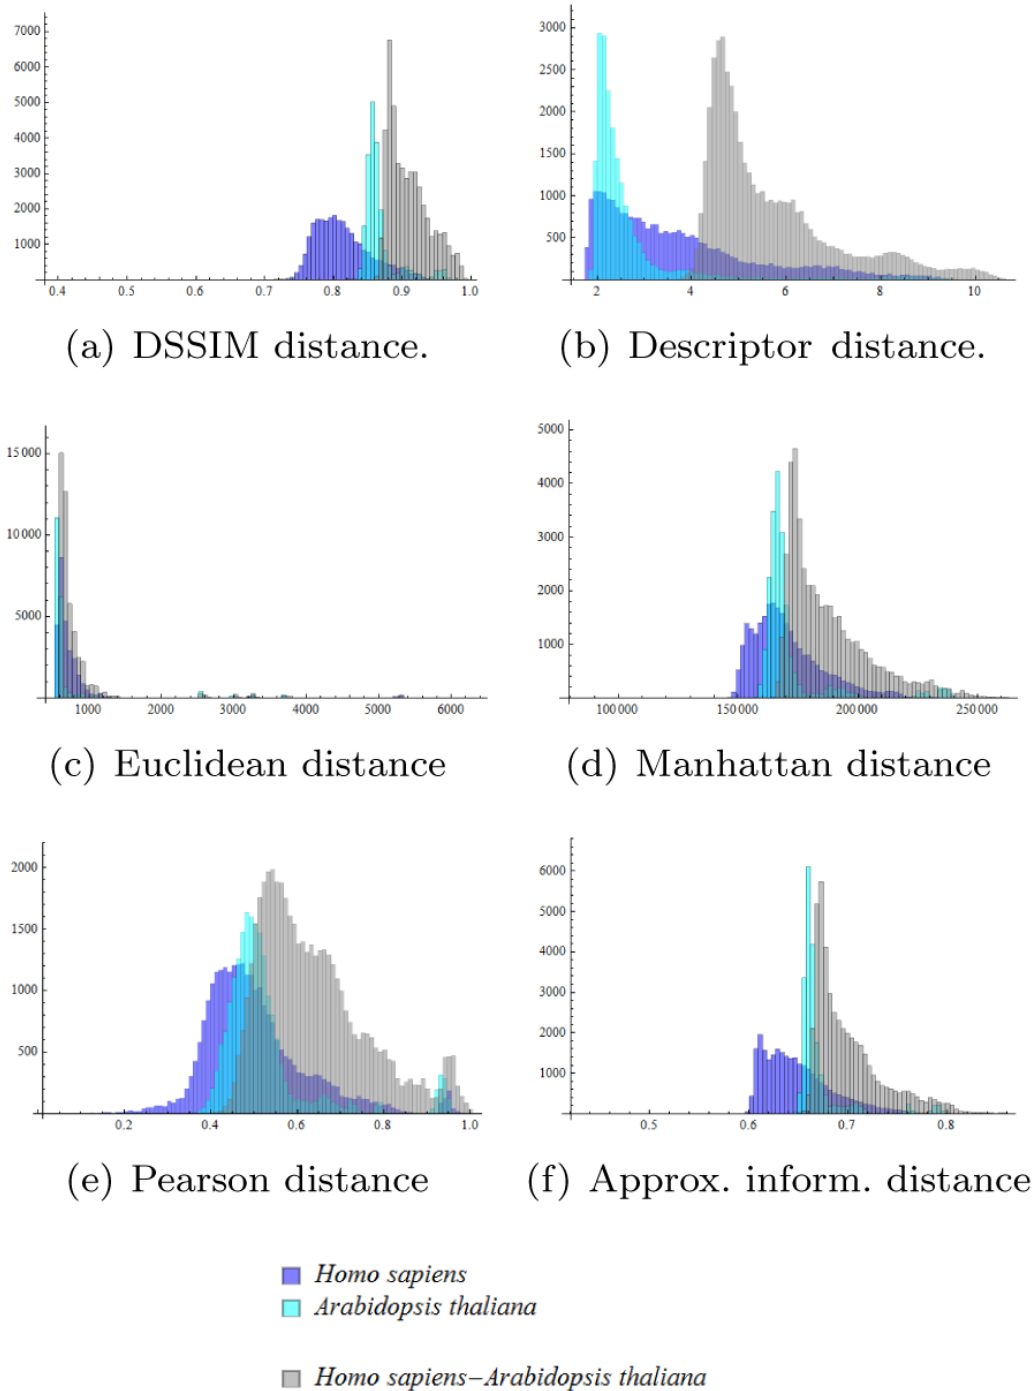 7000
6000
5000
4000
3000
2000
1000
0.4 0.5 0.6 0.7 0.8 0.9 1.0
(a) DSSIM distance.
3000
2500
2000
1500
1000
500
2 4 6 8 10
(b) Descriptor distance.
15 000
10 000
5000
1000 2000 3000 4000 5000 6000
(c) Euclidean distance
5000
4000
3000
2000
1000
100 000 150 000 200 000 250 000
(d) Manhattan distance
2000
1500
1000
500
0.2 0.4 0.6 0.8 1.0
(e) Pearson distance
6000
5000
4000
3000
2000
1000
0.5 0.6 0.7 0.8
(f) Approx. inform. distance
Homo sapiens
Arabidopsis thaliana
Homo sapiens–Arabidopsis thaliana